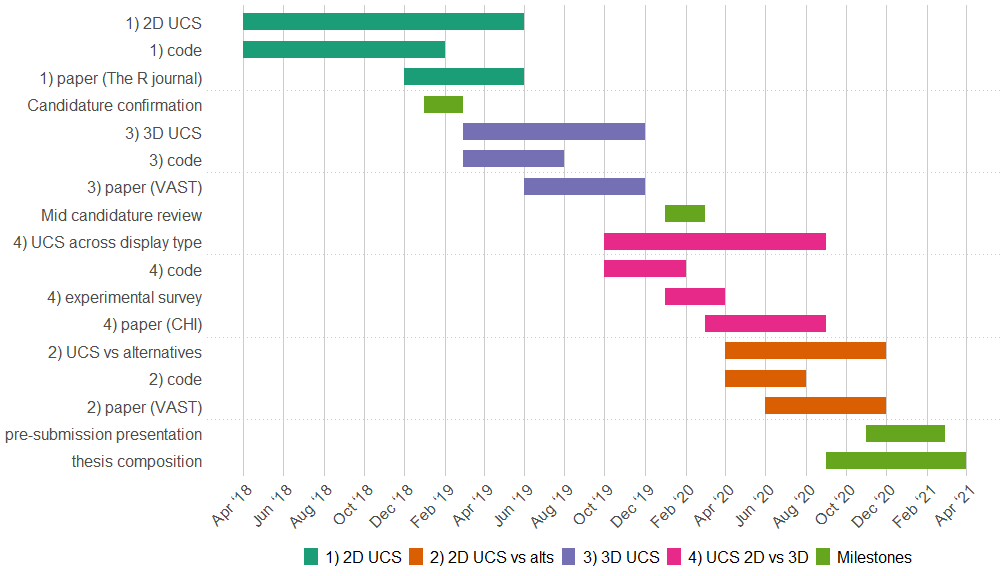 1) 2D UCS
1) code
1) paper (The R journal)
Candidature confirmation
3) 3D UCS
3) code
3) paper (VAST)
Mid candidature review
4) UCS across display type
4) code
4) experimental survey
4) paper (CHI)
2) UCS vs alternatives
2) code
2) paper (VAST)
pre-submission presentation
thesis composition
Apr '18 Jun '18 Aug '18 Oct '18 Dec '18 Feb '19 Apr '19 Jun '19 Aug '19 Oct '19 Dec '19 Feb '20 Apr '20 Jun '20 Aug '20 Oct '20 Dec '20 Feb '21 Apr '21
1) 2D UCS 2) 2D UCS vs alts 3) 3D UCS 4) UCS 2D vs 3D Milestones